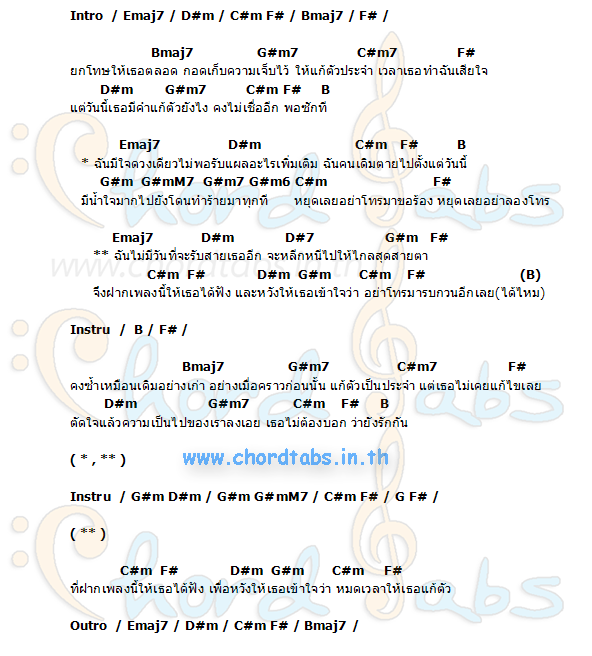 Intro / Emaj7 / D#m / C#m F# / Bmaj7 / F# /
Bmaj7 G#m7 C#m7 F#
ยกโทษให้เธอตลอด กอดเก็บความเจ็บไว้ ให้แก้ตัวประจำ เวลาเธอทำฉันเสียใจ
D#m G#m7 C#m F# B
แต่วันนี้เธอมีคำแก้ตัวยังไง คงไม่เชื่ออีก พอซักที
Emaj7 D#m C#m F# B
* ฉันมีใจดวงเดียวไม่พอรับแผลอะไรเพิ่มเติม ฉันคนเดิมตายไปตั้งแต่วันนี้
G#m G#mM7 G#m7 G#m6 C#m F#
มีน้ำใจมากไปยังโดนทำร้ายมาทุกที หยุดเลยอย่าโทรมาขอร้อง หยุดเลยอย่าลองโทร
Emaj7 D#m D#7 G#m F#
** ฉันไม่มีวันที่จะรับสายเธออีก จะหลีกหนีไปให้ไกลสุดสายตา
www.chordtabs.in.th
C#m F# D#m G#m C#m F# (B)
จึงฝากเพลงนี้ให้เธอได้ฟัง และหวังให้เธอเข้าใจว่า อย่าโทรมารบกวนอีกเลย(ได้ไหม)
Instru / B / F# /
Bmaj7 G#m7 C#m7 F#
คงซ้ำเหมือนเดิมอย่างเก่า อย่างเมื่อคราวก่อนนั้น แก้ตัวเป็นประจำ แต่เธอไม่เคยแก้ไขเลย
D#m G#m7 C#m F# B
ตัดใจแล้วความเป็นไปของเราลงเอย เธอไม่ต้องบอก ว่ายังรักกัน
( * , ** )
www.chordtabs.in.th
Instru / G#m D#m / G#m G#mM7 / C#m F# / G F# /
( ** )
C#m F# D#m G#m C#m F#
ที่ฝากเพลงนี้ให้เธอได้ฟัง เพื่อหวังให้เธอเข้าใจว่า หมดเวลาให้เธอแก้ตัว
Outro / Emaj7 / D#m / C#m F# / Bmaj7 /